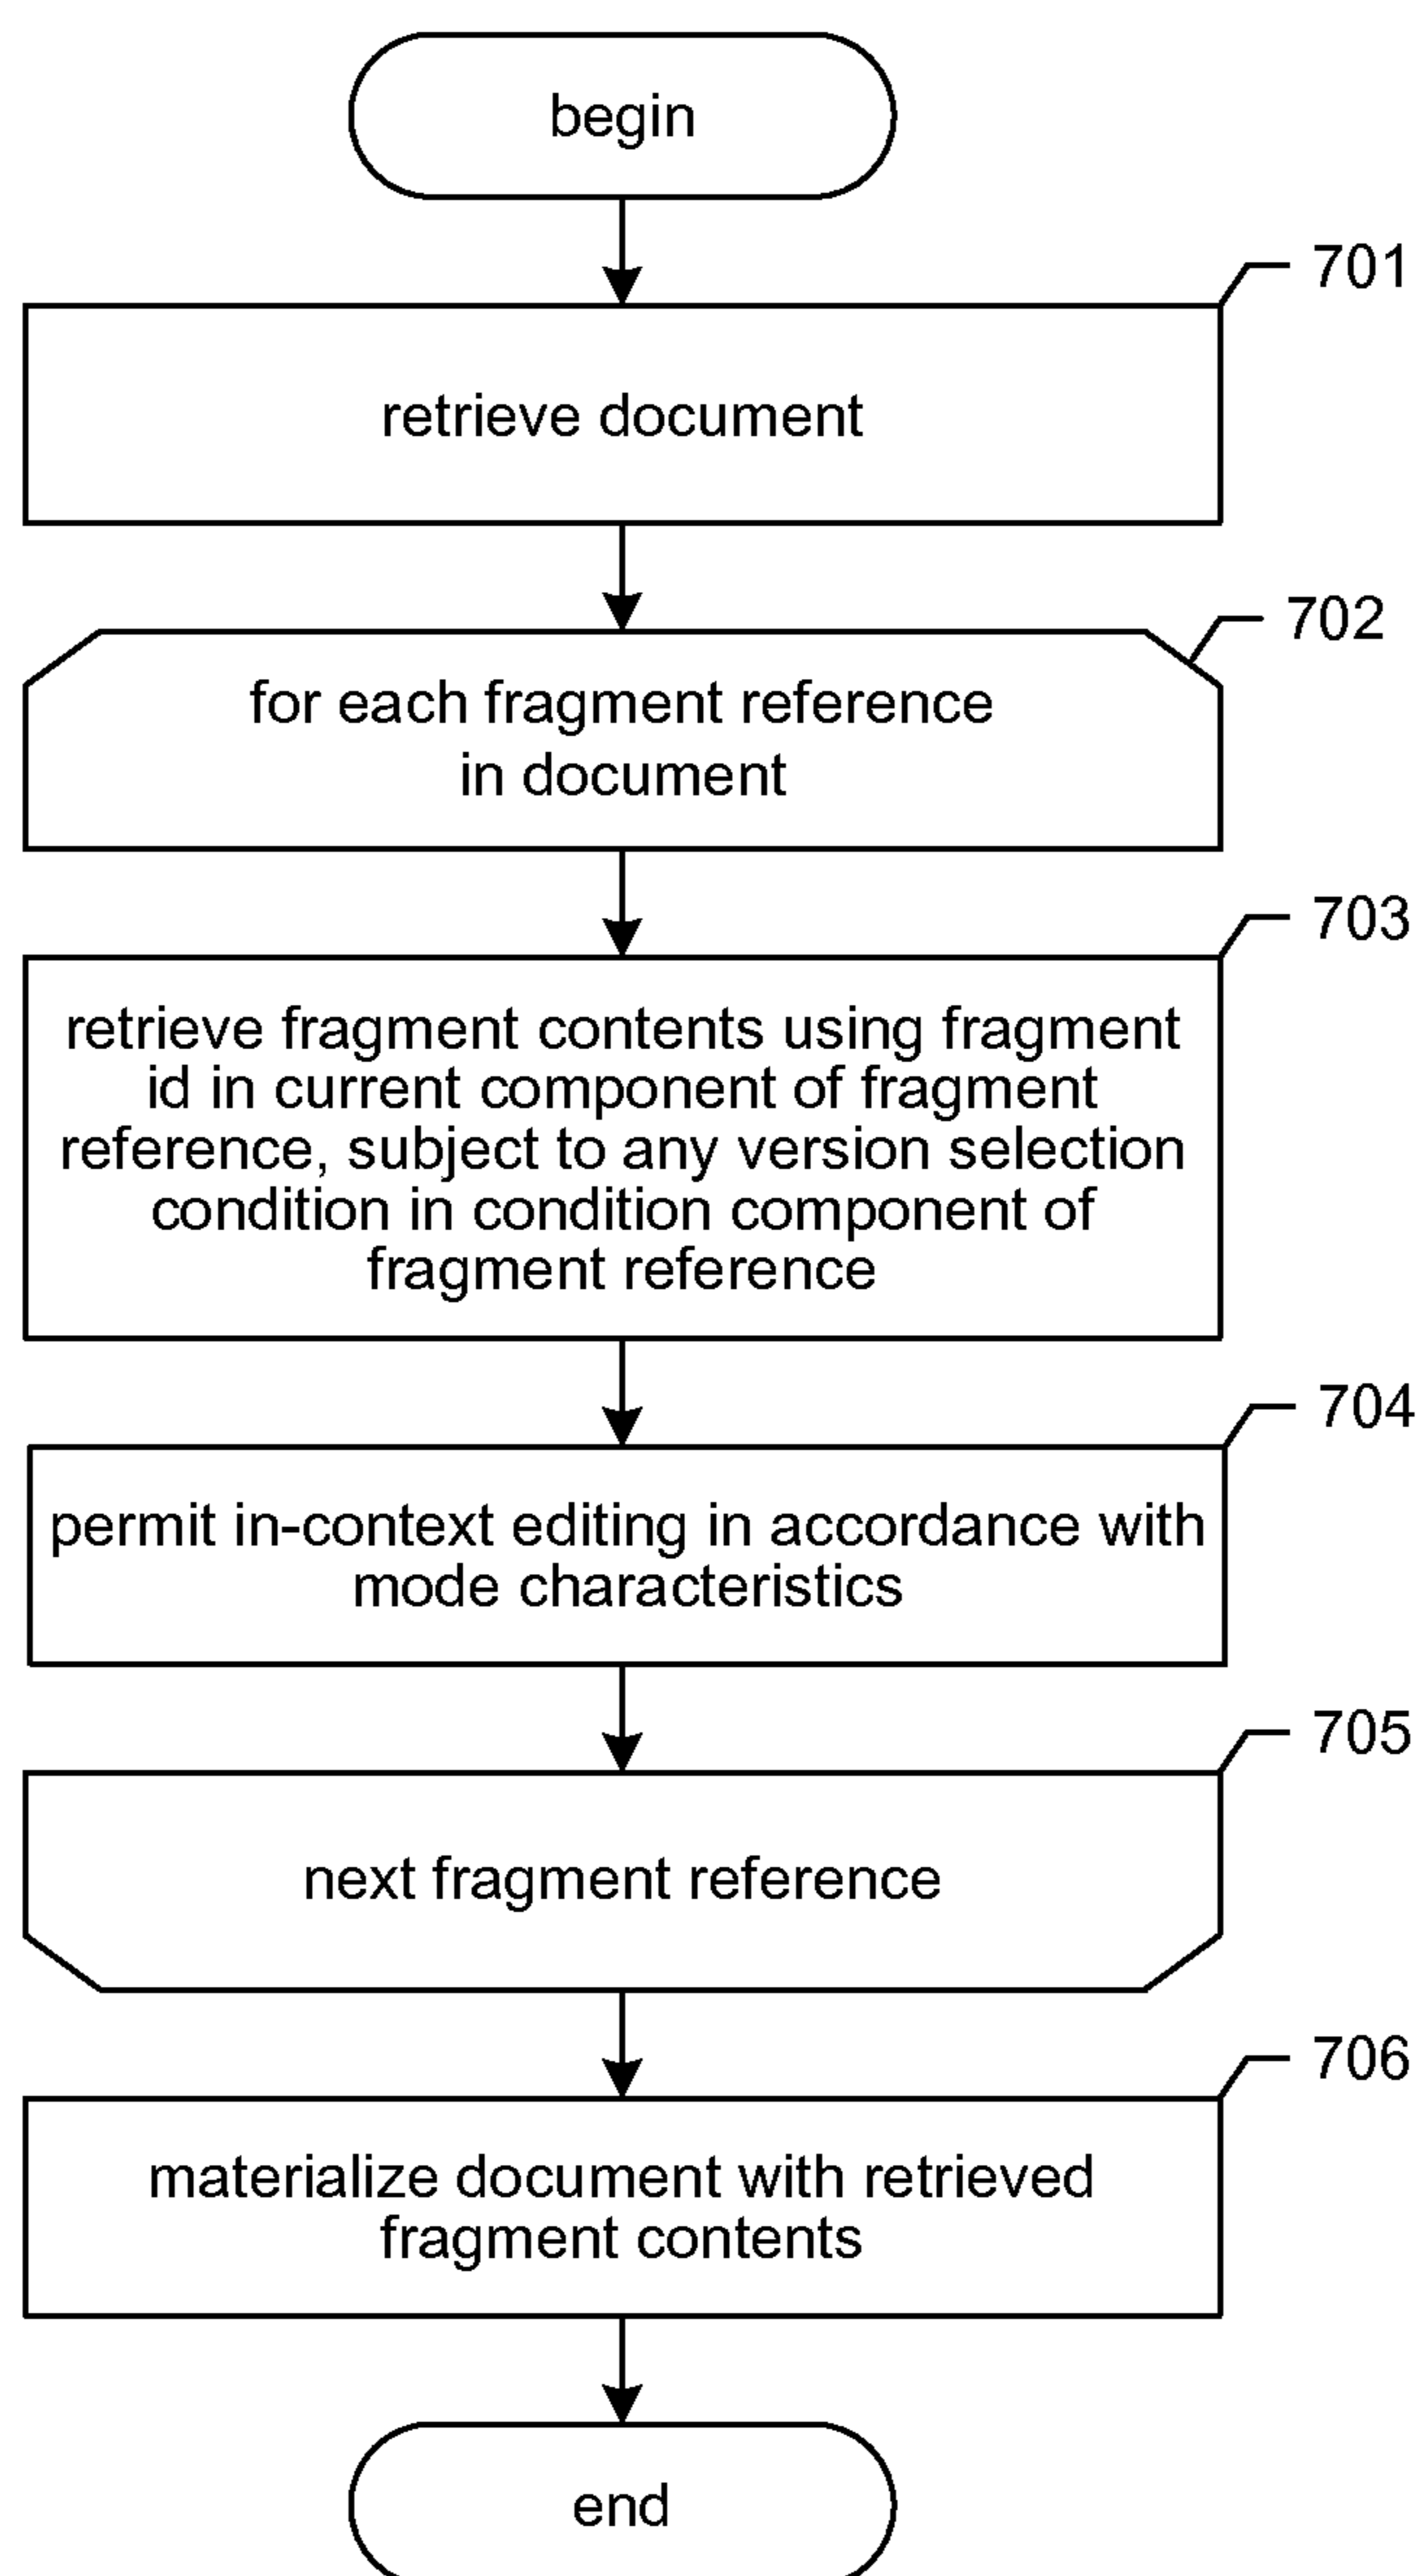 begin
701
retrieve document
702
for each fragment reference
in document
703
retrieve fragment contents using fragment
id in current component of fragment
reference, subject to any version selection
condition in condition component of
fragment reference
704
permit in-context editing in accordance with
mode characteristics
705
next fragment reference
706
materialize document with retrieved
fragment contents
end